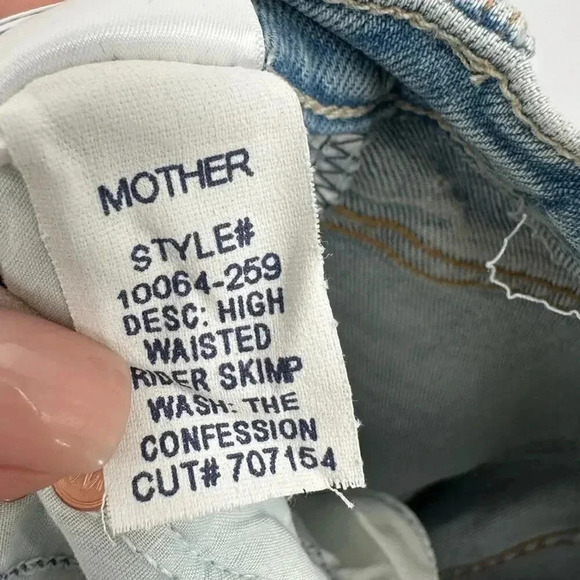 MOTHER
STYLE#
10064-259
DESC: HIGH
WAISTED
RIDER SKIMP
WASH: THE
CONFESSION
CUT# 707154